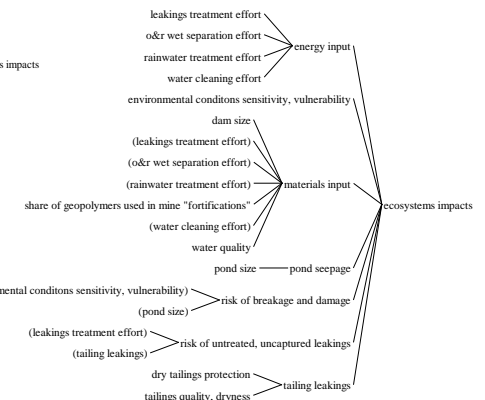 leakings treatment effort
o&r wet separation effort
energy input
rainwater treatment effort
s impacts
water cleaning effort
environmental conditons sensitivity, vulnerability
dam size
(leakings treatment effort)
(o&r wet separation effort)
(rainwater treatment effort)
materials input
share of geopolymers used in mine "fortifications"
ecosystems impacts
(water cleaning effort)
water quality
pond size
pond seepage
mental conditons sensitivity, vulnerability)
risk of breakage and damage
(pond size)
(leakings treatment effort)
risk of untreated, uncaptured leakings
(tailing leakings)
dry tailings protection
tailing leakings
tailings quality, dryness